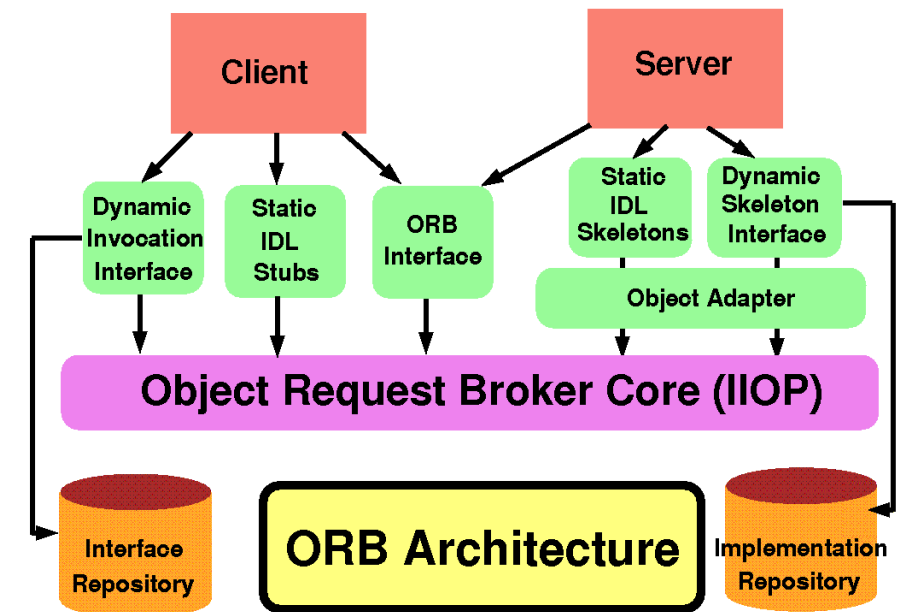 Client
Server
Dynamic
Invocation
Interface
Static
IDL
Stubs
ORB
Interface
Static
IDL
Skeletons
Dynamic
Skeleton
Interface
Object Adapter
Object Request Broker Core (IIOP)
Interface
Repository
ORB Architecture
Implementation
Repository